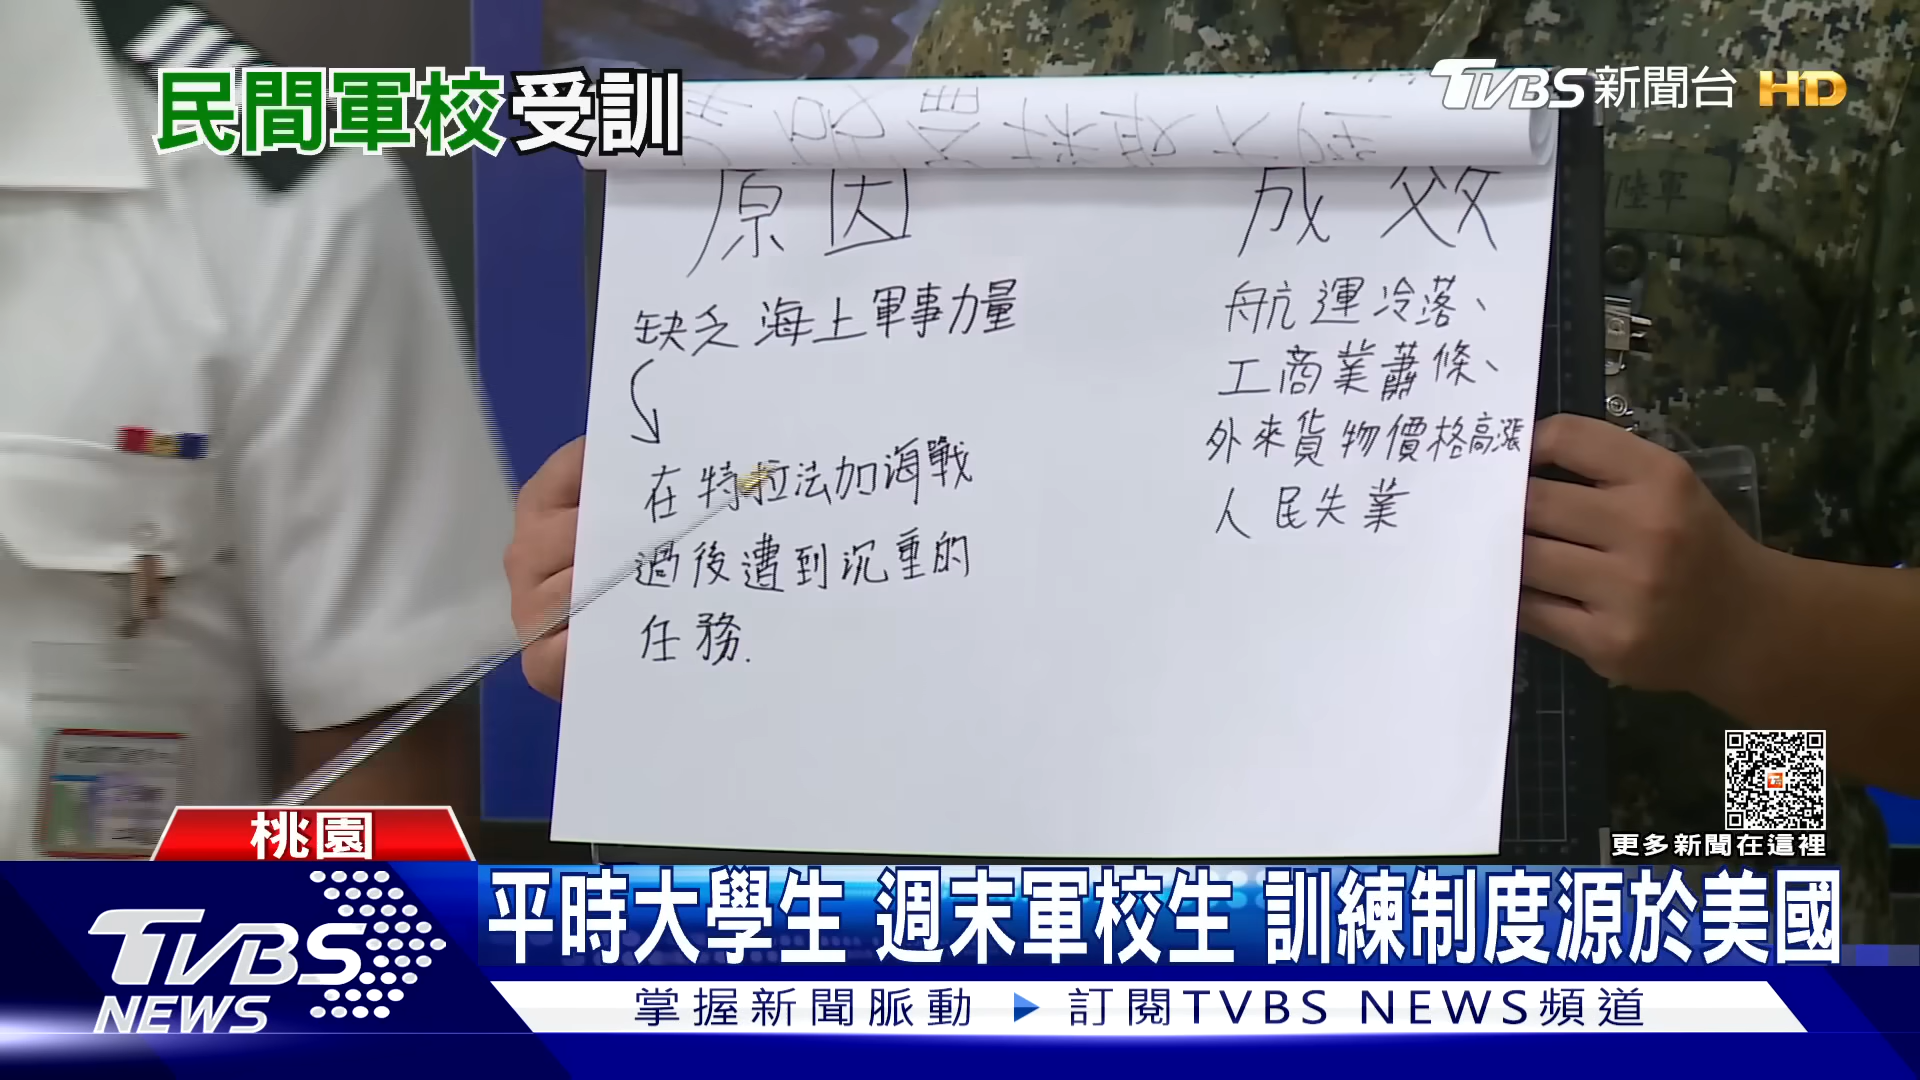 民間軍校受訓
TVBS新聞台 HD
陸軍
原因
缺乏海上軍事力量
在特拉法加海戰
過後遭到沉重的
任務.
成效
航運冷落、
工商業蕭條、
外來貨物價格高漲
人民失業
更多新聞在這裡
桃園
TVBS
NEWS
平時大學生 週末軍校生 訓練制度源於美國
掌握新聞脈動 ▶ 訂閱TVBS NEWS頻道